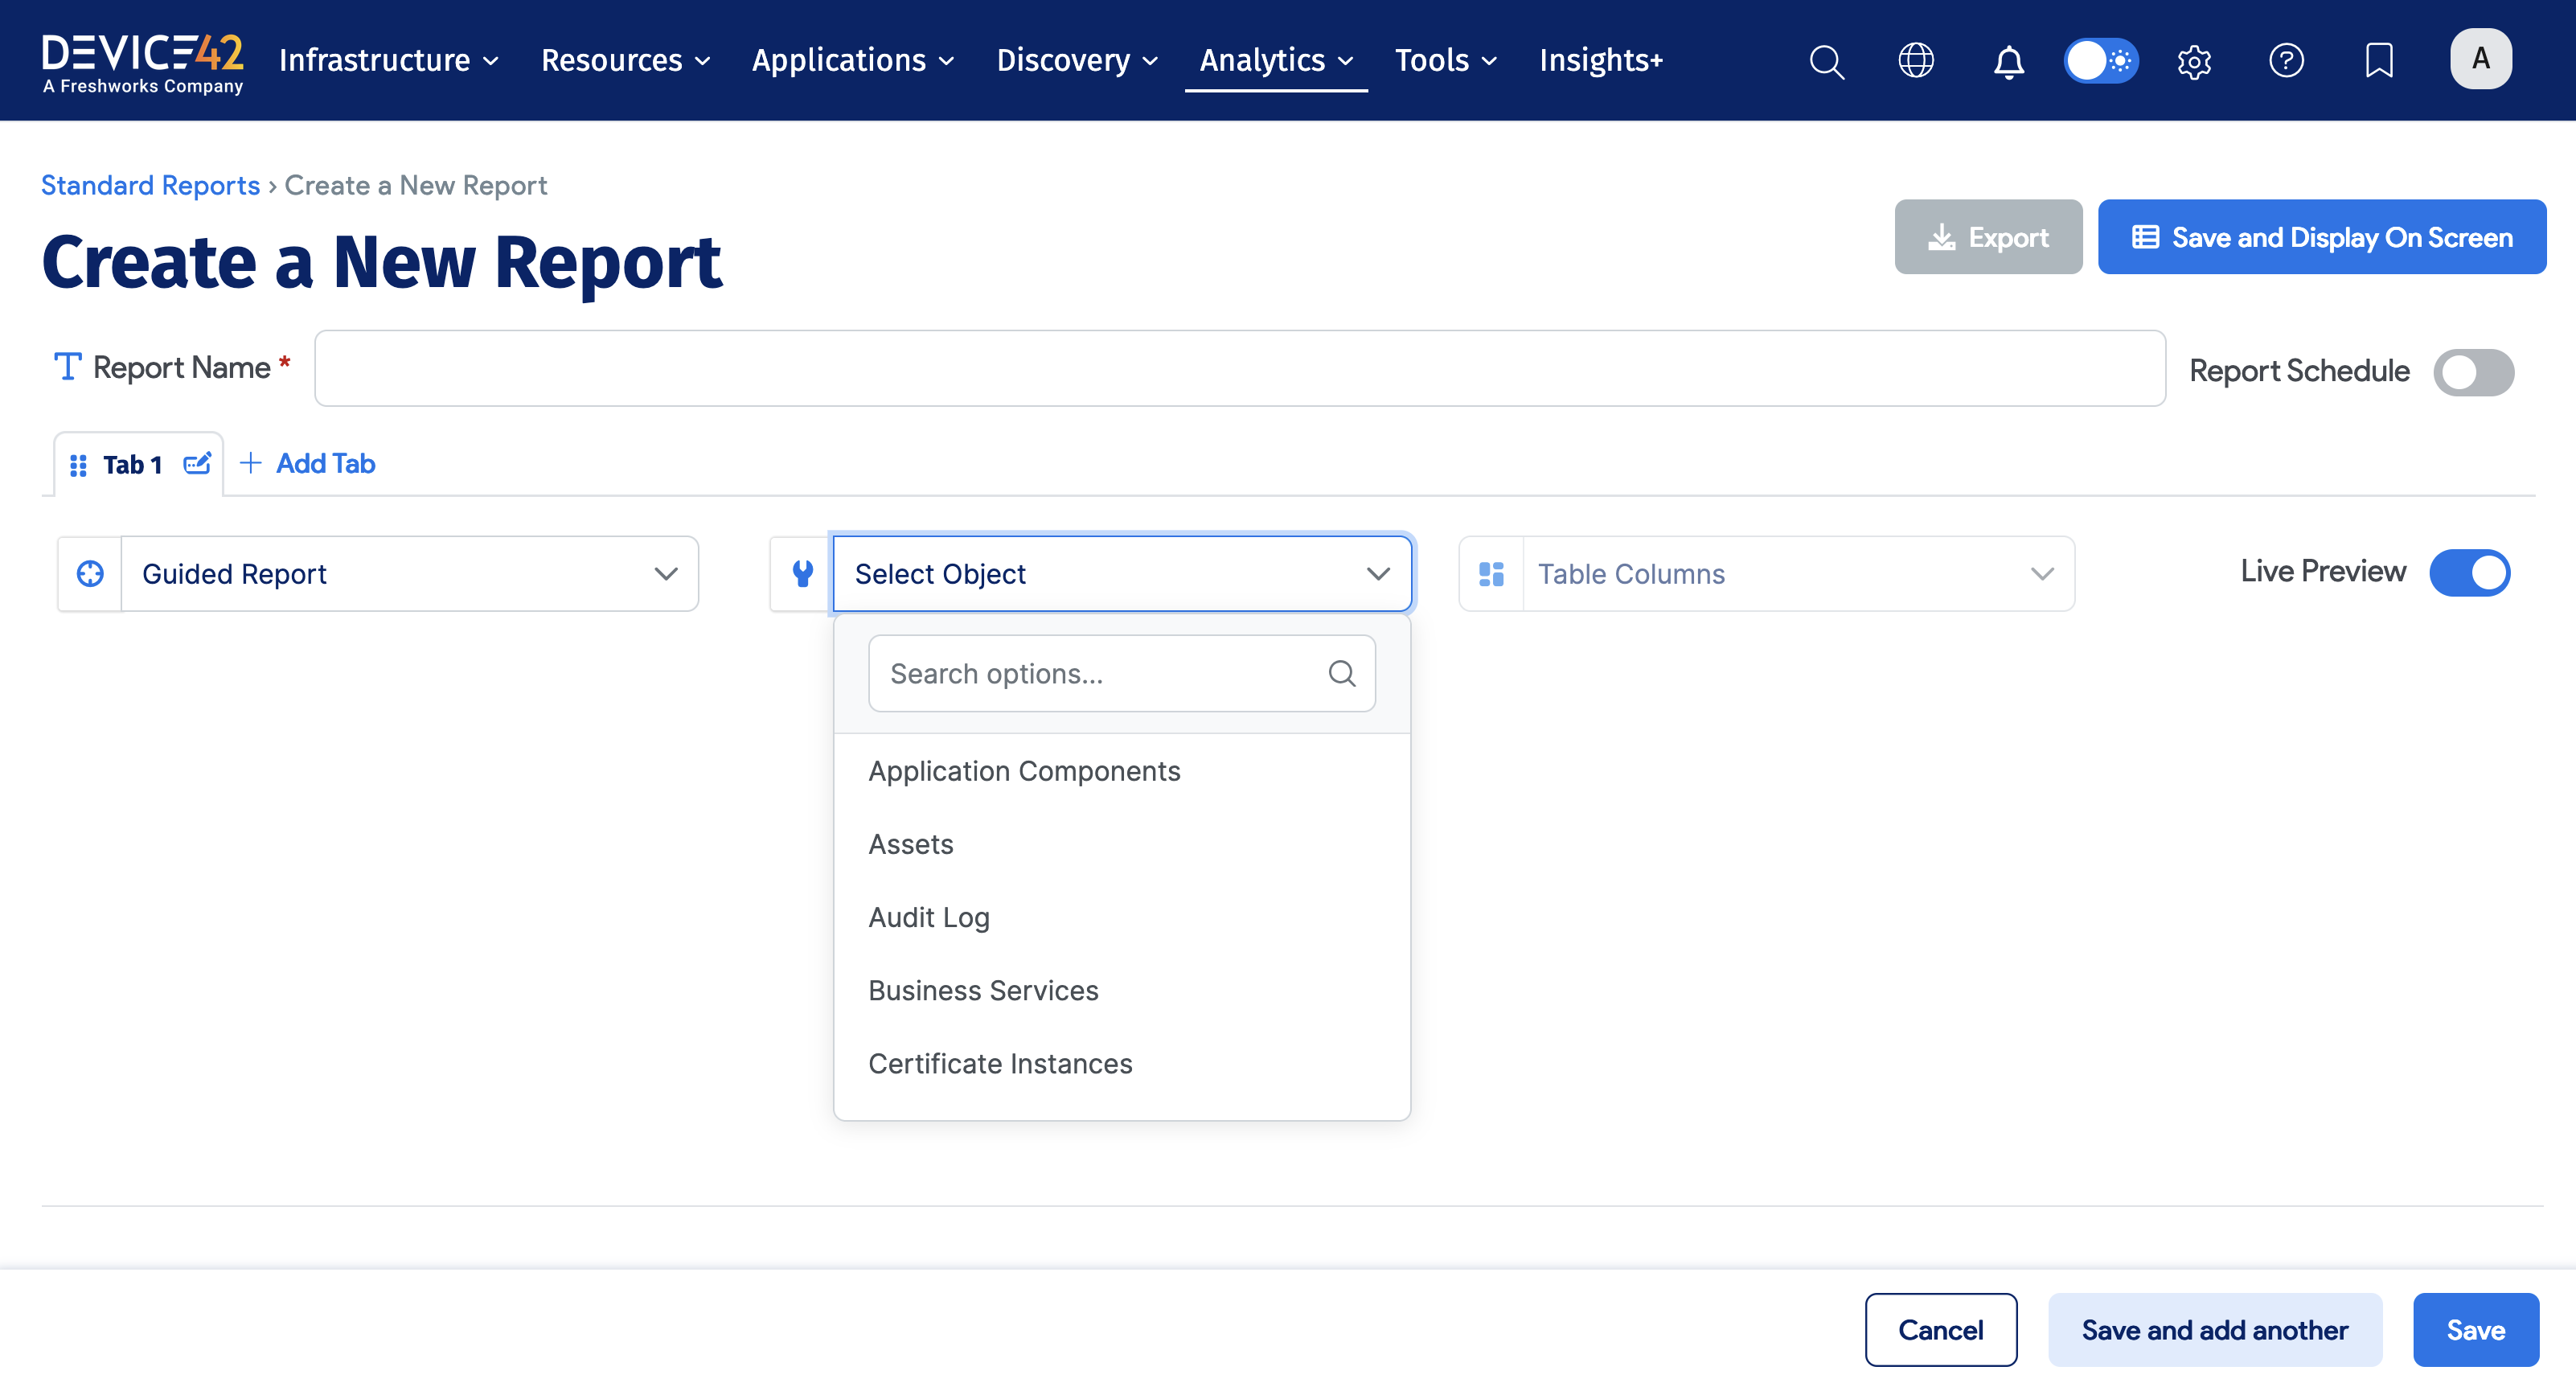 DEVICE42
A Freshworks Company
Infrastructure
Resources
Applications
Discovery
Analytics
Tools
Insights+
A
Standard Reports › Create a New Report
Create a New Report
Export
Save and Display On Screen
Report Name *
Report Schedule
Tab 1
+ Add Tab
Guided Report
Select Object
Table Columns
Live Preview
Search options...
Application Components
Assets
Audit Log
Business Services
Certificate Instances
Cancel
Save and add another
Save